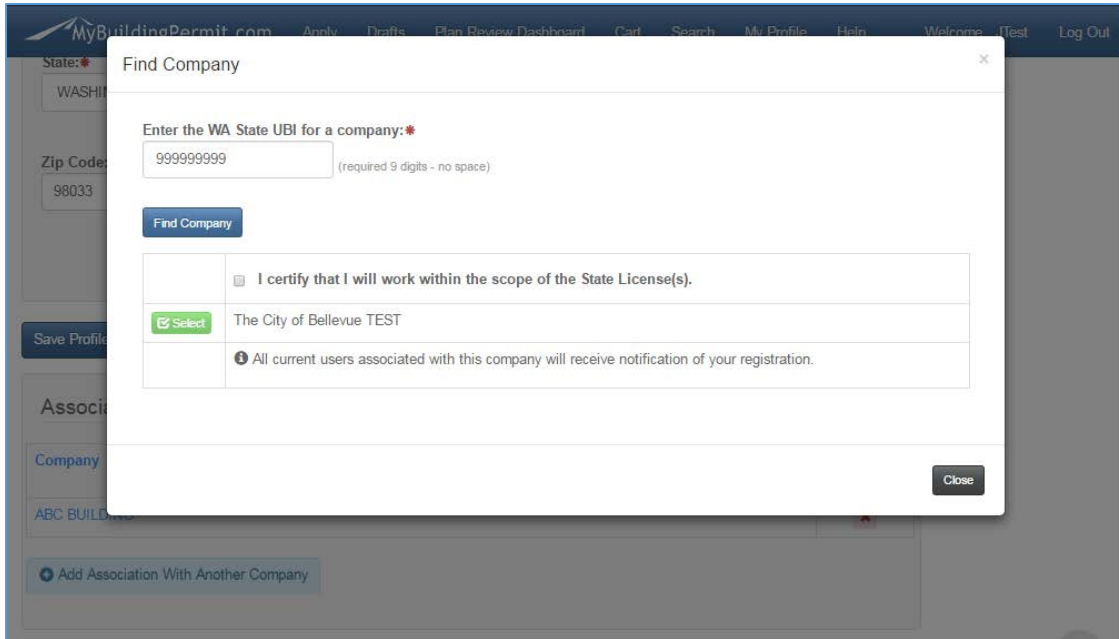 MyBuildingPermit.com Apply Drafts Plan Review Dashboard Cart Search My Profile Help Welcome JTest Log Out
State:*
Find Company
×
WASHI
Enter the WA State UBI for a company:*
Zip Code:
999999999 (required 9 digits - no space)
98033
Find Company
I certify that I will work within the scope of the State License(s).
Select The City of Bellevue TEST
Save Profile
All current users associated with this company will receive notification of your registration.
Associa
Company
Close
ABC BUILDING
Add Association With Another Company